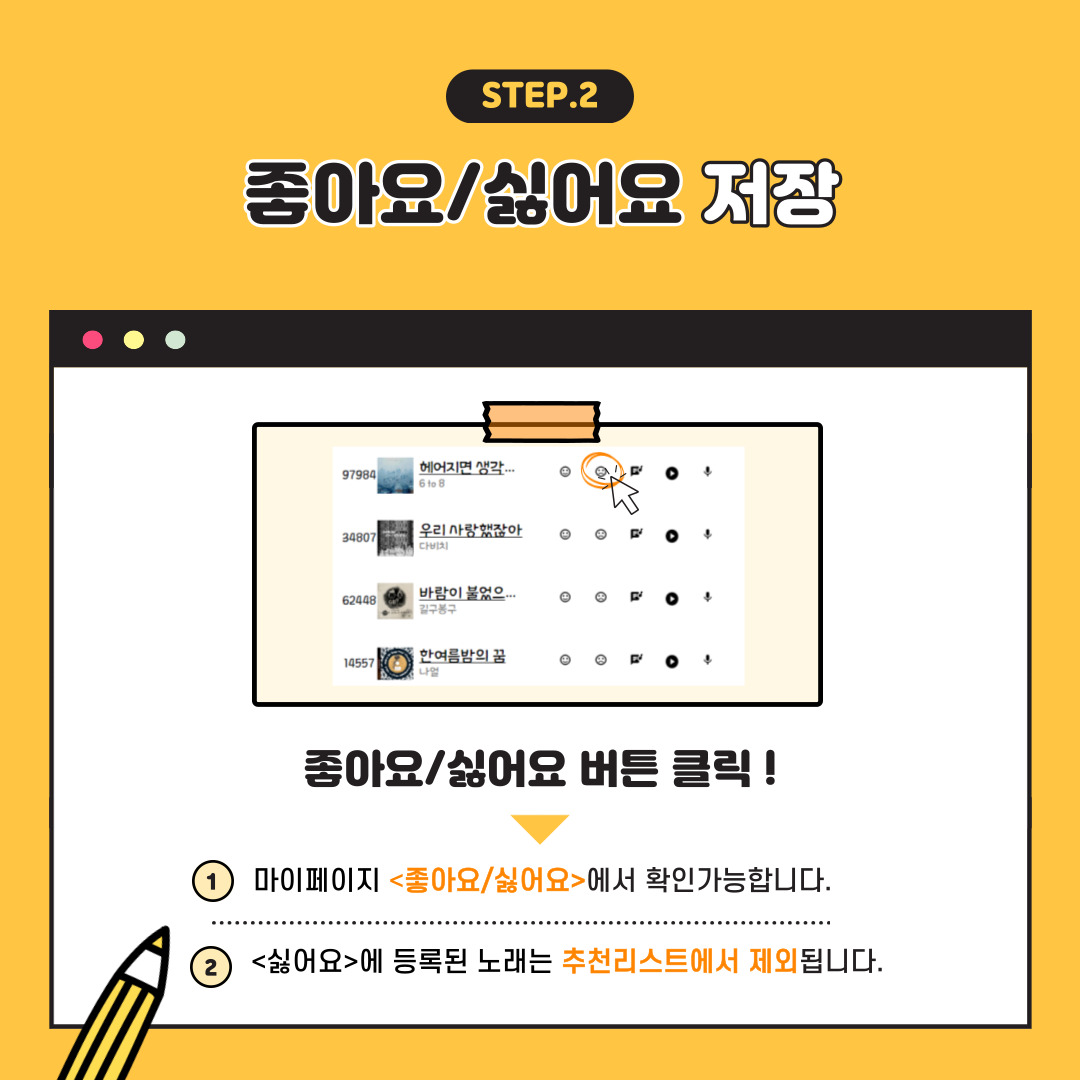 STEP.2
좋아요/싫어요 저장
97984 헤어지면 생각...
6 to 8
34807 우리 사랑했잖아
다비치
62448 바람이 불었으...
길구봉구
14557 한여름밤의 꿈
나얼
좋아요/싫어요 버튼 클릭 !
1 마이페이지 <좋아요/싫어요>에서 확인가능합니다.
2 <싫어요>에 등록된 노래는 추천리스트에서 제외됩니다.